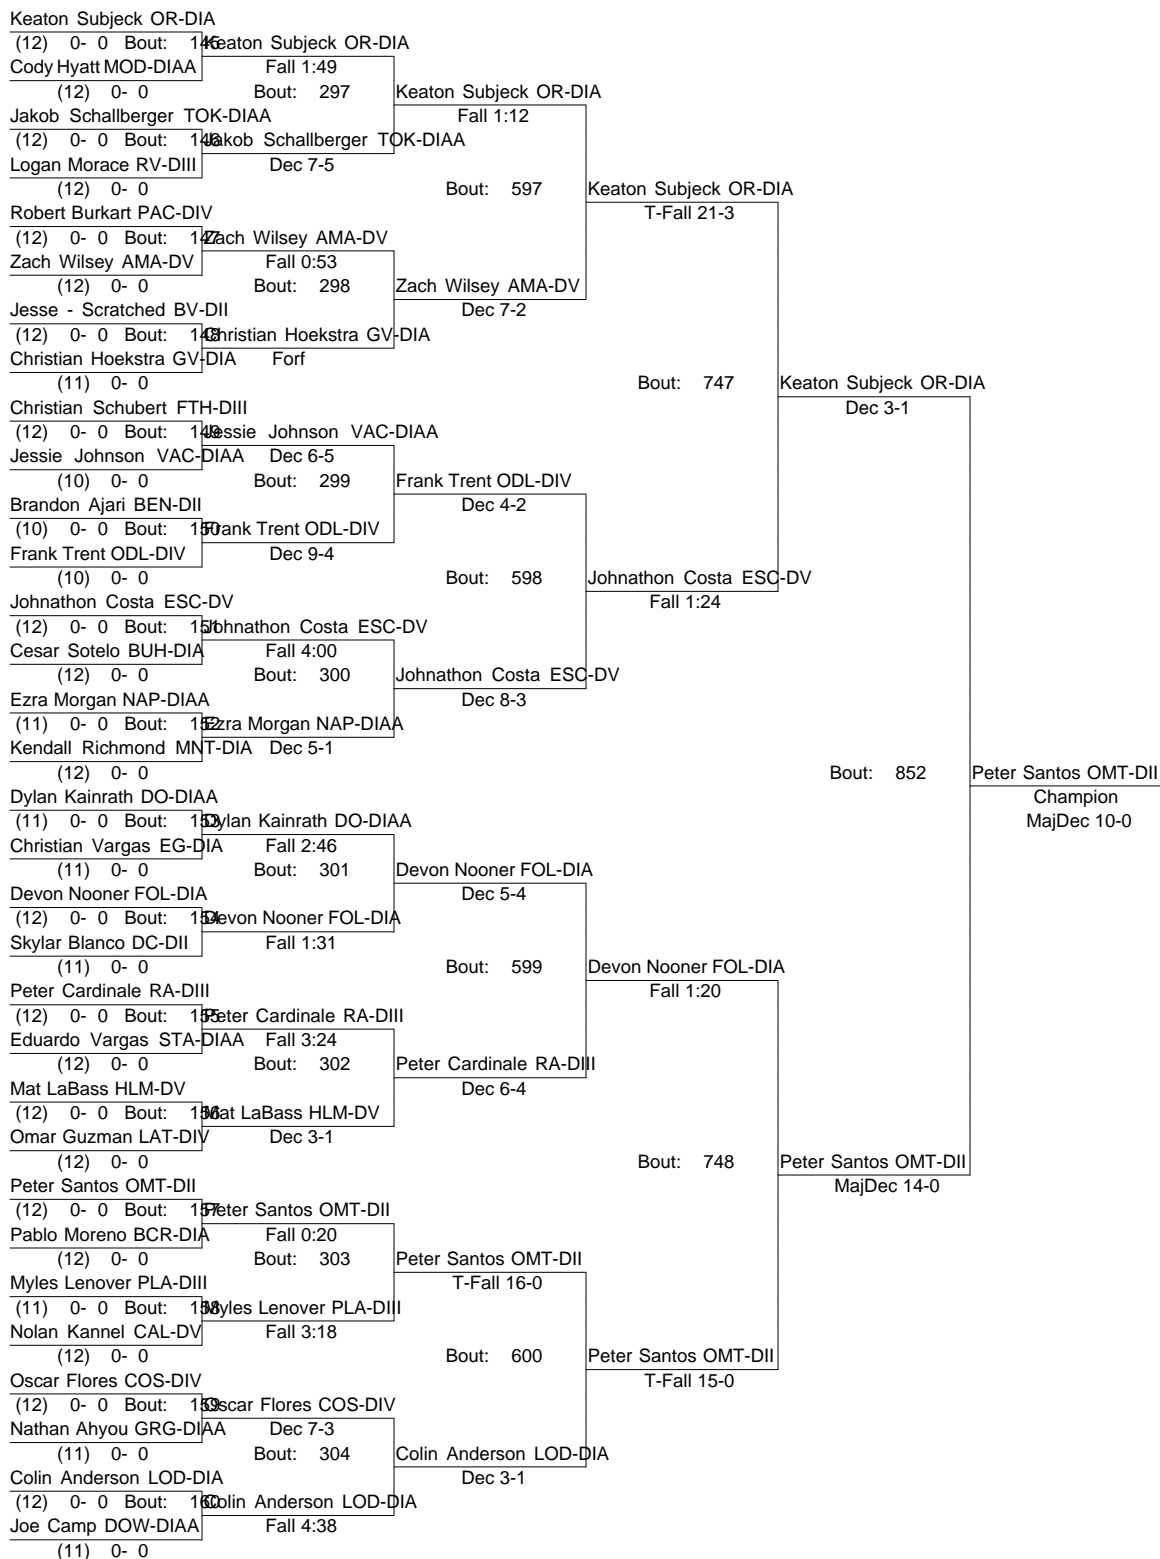 Keaton Subjeck OR-DIA
(12) 0- 0 Bout: 145 Keaton Subjeck OR-DIA
Cody Hyatt MOD-DIAA Fall 1:49
(12) 0- 0 Bout: 297 Keaton Subjeck OR-DIA
Jakob Schallberger TOK-DIAA Fall 1:12
(12) 0- 0 Bout: 146 Jakob Schallberger TOK-DIAA
Logan Morace RV-DIII Dec 7-5
(12) 0- 0 Bout: 597 Keaton Subjeck OR-DIA
Robert Burkart PAC-DIV T-Fall 21-3
(12) 0- 0 Bout: 147 Zach Wilsey AMA-DV
Zach Wilsey AMA-DV Fall 0:53
(12) 0- 0 Bout: 298 Zach Wilsey AMA-DV
Jesse - Scratched BV-DII Dec 7-2
(12) 0- 0 Bout: 148 Christian Hoekstra GV-DIA
Christian Hoekstra GV-DIA Forf
(11) 0- 0 Bout: 747 Keaton Subjeck OR-DIA
Christian Schubert FTH-DIII Dec 3-1
(12) 0- 0 Bout: 149 Jessie Johnson VAC-DIAA
Jessie Johnson VAC-DIAA Dec 6-5
(10) 0- 0 Bout: 299 Frank Trent ODL-DIV
Brandon Ajari BEN-DII Dec 4-2
(10) 0- 0 Bout: 150 Frank Trent ODL-DIV
Frank Trent ODL-DIV Dec 9-4
(10) 0- 0 Bout: 598 Johnathon Costa ESC-DV
Johnathon Costa ESC-DV Fall 1:24
(12) 0- 0 Bout: 151 Johnathon Costa ESC-DV
Cesar Sotelo BUH-DIA Fall 4:00
(12) 0- 0 Bout: 300 Johnathon Costa ESC-DV
Ezra Morgan NAP-DIAA Dec 8-3
(11) 0- 0 Bout: 152 Ezra Morgan NAP-DIAA
Kendall Richmond MNT-DIA Dec 5-1
(12) 0- 0 Bout: 852 Peter Santos OMT-DII
Dylan Kainrath DO-DIAA Champion
(11) 0- 0 Bout: 153 Dylan Kainrath DO-DIAA MajDec 10-0
Christian Vargas EG-DIA Fall 2:46
(11) 0- 0 Bout: 301 Devon Nooner FOL-DIA
Devon Nooner FOL-DIA Dec 5-4
(12) 0- 0 Bout: 154 Devon Nooner FOL-DIA
Skylar Blanco DC-DII Fall 1:31
(11) 0- 0 Bout: 599 Devon Nooner FOL-DIA
Peter Cardinale RA-DIII Fall 1:20
(12) 0- 0 Bout: 155 Peter Cardinale RA-DIII
Eduardo Vargas STA-DIAA Fall 3:24
(12) 0- 0 Bout: 302 Peter Cardinale RA-DIII
Mat LaBass HLM-DV Dec 6-4
(12) 0- 0 Bout: 156 Mat LaBass HLM-DV
Omar Guzman LAT-DIV Dec 3-1
(12) 0- 0 Bout: 748 Peter Santos OMT-DII
Peter Santos OMT-DII MajDec 14-0
(12) 0- 0 Bout: 157 Peter Santos OMT-DII
Pablo Moreno BCR-DIA Fall 0:20
(12) 0- 0 Bout: 303 Peter Santos OMT-DII
Myles Lenover PLA-DIII T-Fall 16-0
(11) 0- 0 Bout: 158 Myles Lenover PLA-DIII
Nolan Kannel CAL-DV Fall 3:18
(12) 0- 0 Bout: 600 Peter Santos OMT-DII
Oscar Flores COS-DIV T-Fall 15-0
(12) 0- 0 Bout: 159 Oscar Flores COS-DIV
Nathan Ahyou GRG-DIAA Dec 7-3
(11) 0- 0 Bout: 304 Colin Anderson LOD-DIA
Colin Anderson LOD-DIA Dec 3-1
(12) 0- 0 Bout: 160 Colin Anderson LOD-DIA
Joe Camp DOW-DIAA Fall 4:38
(11) 0- 0